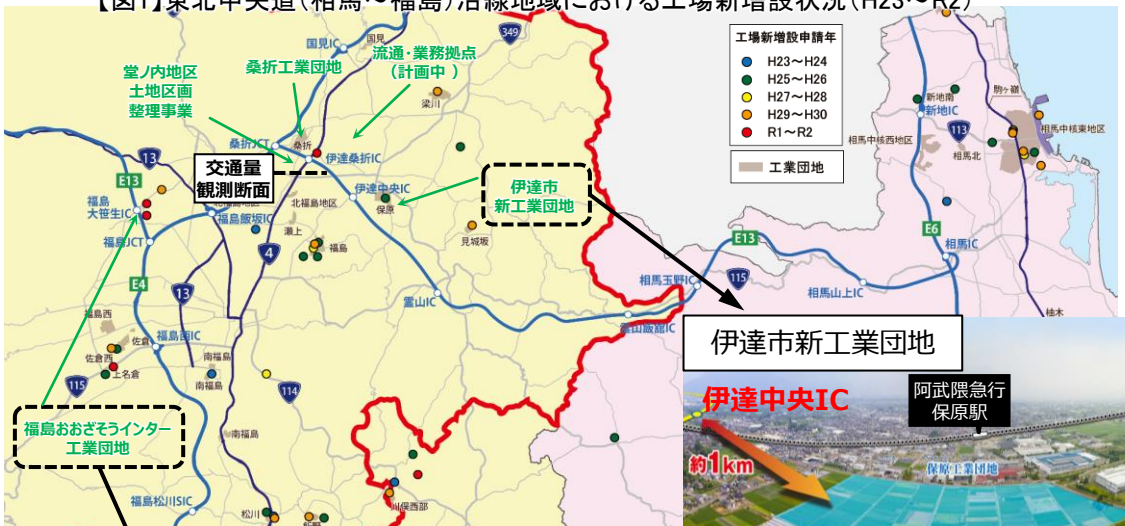 【図1】東北中央道（相馬～福島）沿線地域における工場新増設状況（H23～R2）
国見IC
国見
349
堂ノ内地区
土地区画
整理事業
桑折工業団地
流通・業務拠点
（計画中）
梁川
工場新増設申請年
H23～H24
H25～H26
H27～H28
H29～H30
R1～R2
工業団地
新地南
新地IC
駒ヶ嶺
113
相馬中核西地区
相馬北
相馬中核東地区
桑折JCT
桑折
伊達桑折IC
13
交通量
観測断面
E13
福島
大笹生IC
福島飯坂IC
北福島地区
瀬上
伊達中央IC
保原
伊達市
新工業団地
福島JCT
4
福島
見城坂
E13
E6
相馬IC
E4
13
霊山IC
相馬玉野IC
115
相馬山上IC
霊山飯舘IC
柚木
福島西
福島西IC
佐倉
佐倉西
上名倉
南福島
南福島
115
114
伊達市新工業団地
伊達中央IC
阿武隈急行
保原駅
約1km
保原工業団地
福島おおざそうインター
工業団地
南福島
福島松川SIC
松川
飯野
川俣西部